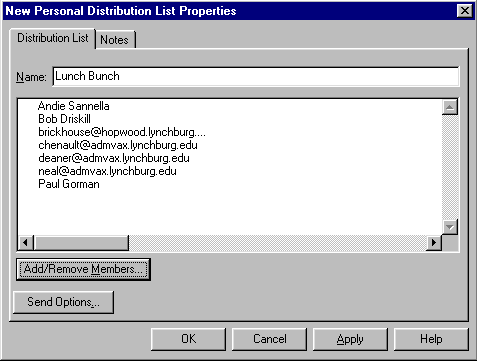 New Personal Distribution List Properties
Distribution List Notes
Name: Lunch Bunch
Andie Sannella
Bob Driskill
brickhouse@hopwood.lynchburg....
chenault@admvax.lynchburg.edu
deaner@admvax.lynchburg.edu
neal@admvax.lynchburg.edu
Paul Gorman
Add/Remove Members...
Send Options...
OK Cancel Apply Help